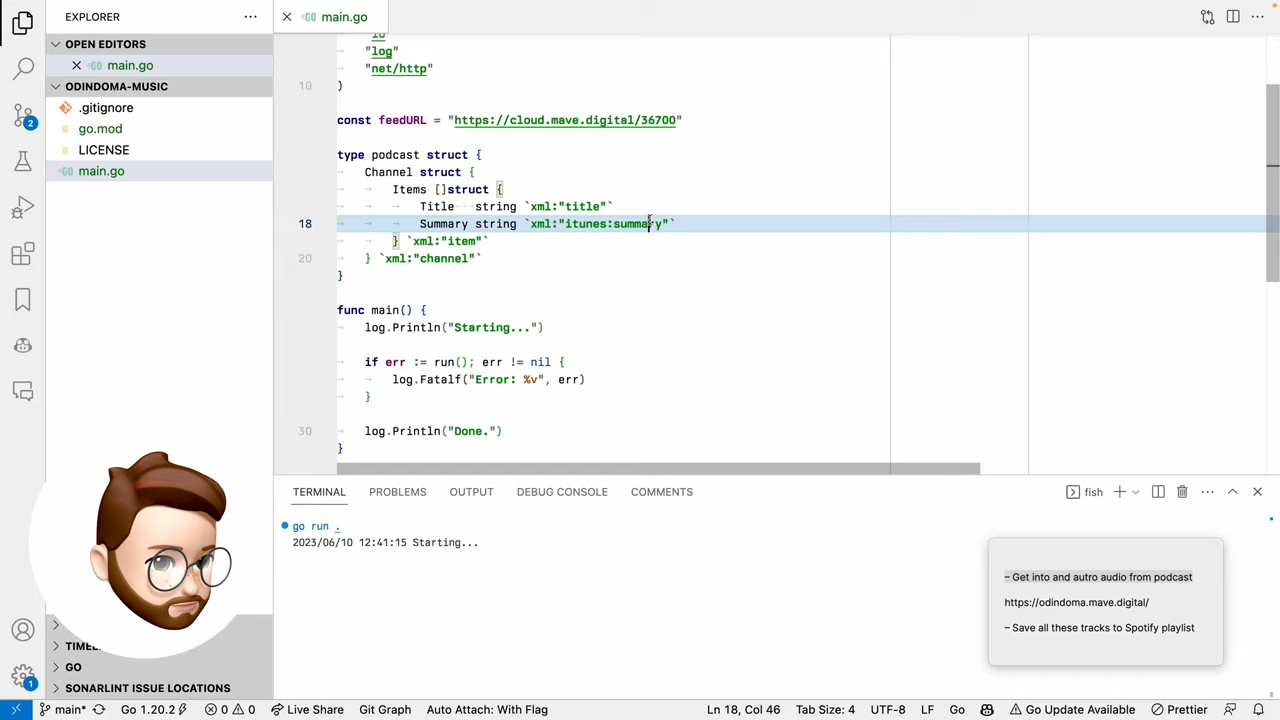 EXPLORER
main.go
OPEN EDITORS
main.go
ODINDOMA-MUSIC
.gitignore
go.mod
LICENSE
main.go
TIMEL
GO
SONARLINT ISSUE LOCATIONS
2
1
"io
"log"
"net/http"
10 )
const feedURL = "https://cloud.mave.digital/36700"
type podcast struct {
Channel struct {
Items []struct {
Title string `xml:"title"`
18 Summary string `xml:"itunes:summary"`
} `xml:"item"`
20 } `xml:"channel"`
}
func main() {
log.Println("Starting...")
if err := run(); err != nil {
log.Fatalf("Error: %v", err)
}
30 log.Println("Done.")
}
TERMINAL PROBLEMS OUTPUT DEBUG CONSOLE COMMENTS
fish
go run .
2023/06/10 12:41:15 Starting...
– Get into and autro audio from podcast
https://odindoma.mave.digital/
– Save all these tracks to Spotify playlist
main* Go 1.20.2 0 0 Live Share Git Graph Auto Attach: With Flag Ln 18, Col 46 Tab Size: 4 UTF-8 LF Go Go Update Available Prettier